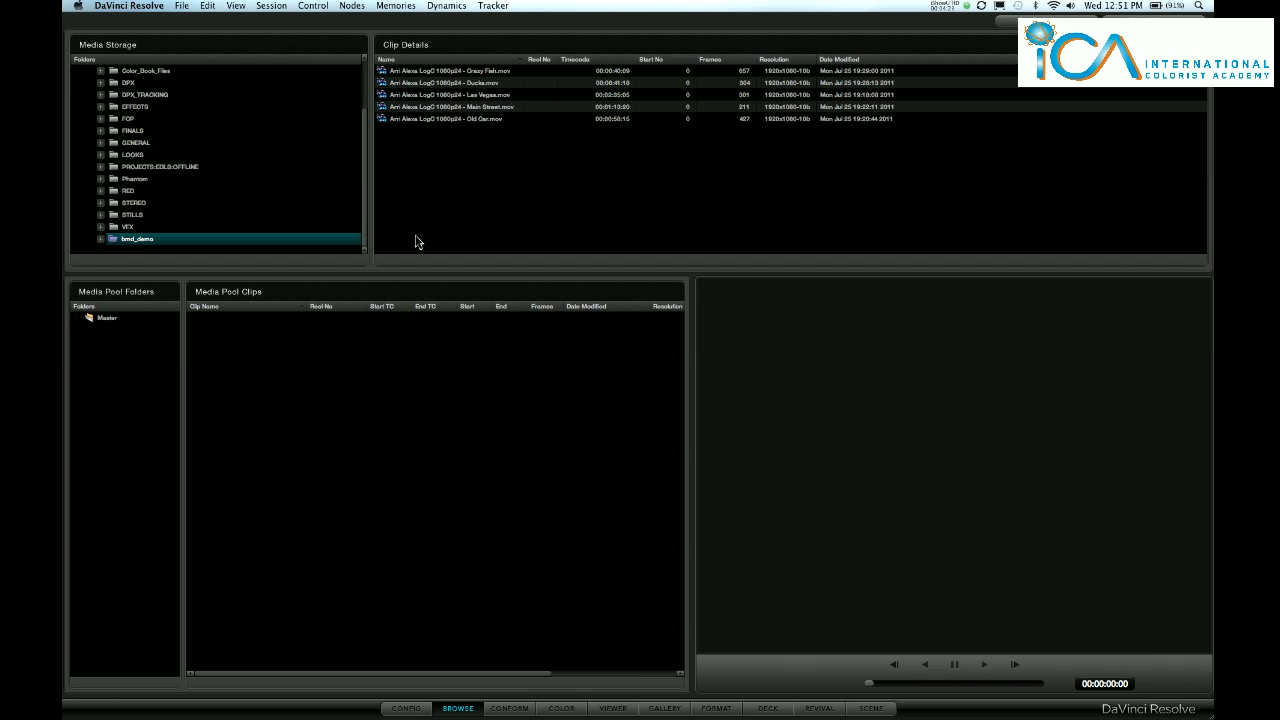 DaVinci Resolve File Edit View Session Control Nodes Memories Dynamics Tracker
iShowU HD
00:04:23
Wed 12:51 PM (91%)
iCA INTERNATIONAL
COLORIST ACADEMY
Media Storage
Folders
Color_Book_Files
DPX
DPX_TRACKING
EFFECTS
FCP
FINALS
GENERAL
LOOKS
PROJECTS:EDLS:OFFLINE
Phantom
RED
STEREO
STILLS
VFX
bmd_demo
Clip Details
Name Reel No Timecode Start No Frames Resolution Date Modified
Arri Alexa LogC 1080p24 - Crazy Fish.mov 00:00:40:09 0 657 1920x1080-10b Mon Jul 25 19:29:00 2011
Arri Alexa LogC 1080p24 - Ducks.mov 00:06:41:18 0 304 1920x1080-10b Mon Jul 25 19:20:13 2011
Arri Alexa LogC 1080p24 - Las Vegas.mov 00:02:35:05 0 301 1920x1080-10b Mon Jul 25 19:18:08 2011
Arri Alexa LogC 1080p24 - Main Street.mov 00:01:13:20 0 211 1920x1080-10b Mon Jul 25 19:22:11 2011
Arri Alexa LogC 1080p24 - Old Car.mov 00:00:58:15 0 427 1920x1080-10b Mon Jul 25 19:20:44 2011
Media Pool Folders
Folders
Master
Media Pool Clips
Clip Name Reel No Start TC End TC Start End Frames Date Modified Resolution
00:00:00:00
CONFIG BROWSE CONFORM COLOR VIEWER GALLERY FORMAT DECK REVIVAL SCENE
DaVinci Resolve